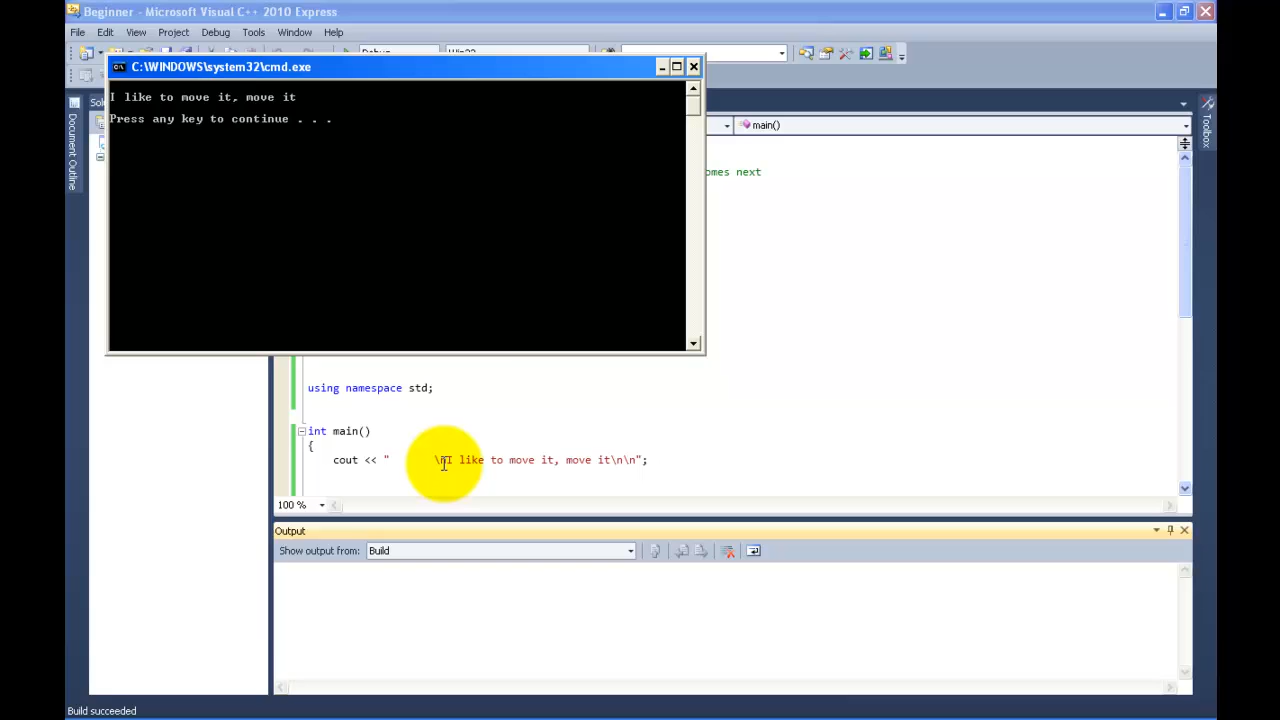 Beginner - Microsoft Visual C++ 2010 Express
File Edit View Project Debug Tools Window Help
C:\WINDOWS\system32\cmd.exe
I like to move it, move it
Press any key to continue . . .
Document Outline
Toolbox
main()
omes next
using namespace std;
int main()
{
cout << "      \nI like to move it, move it\n\n";
100 %
Output
Show output from: Build
Build succeeded